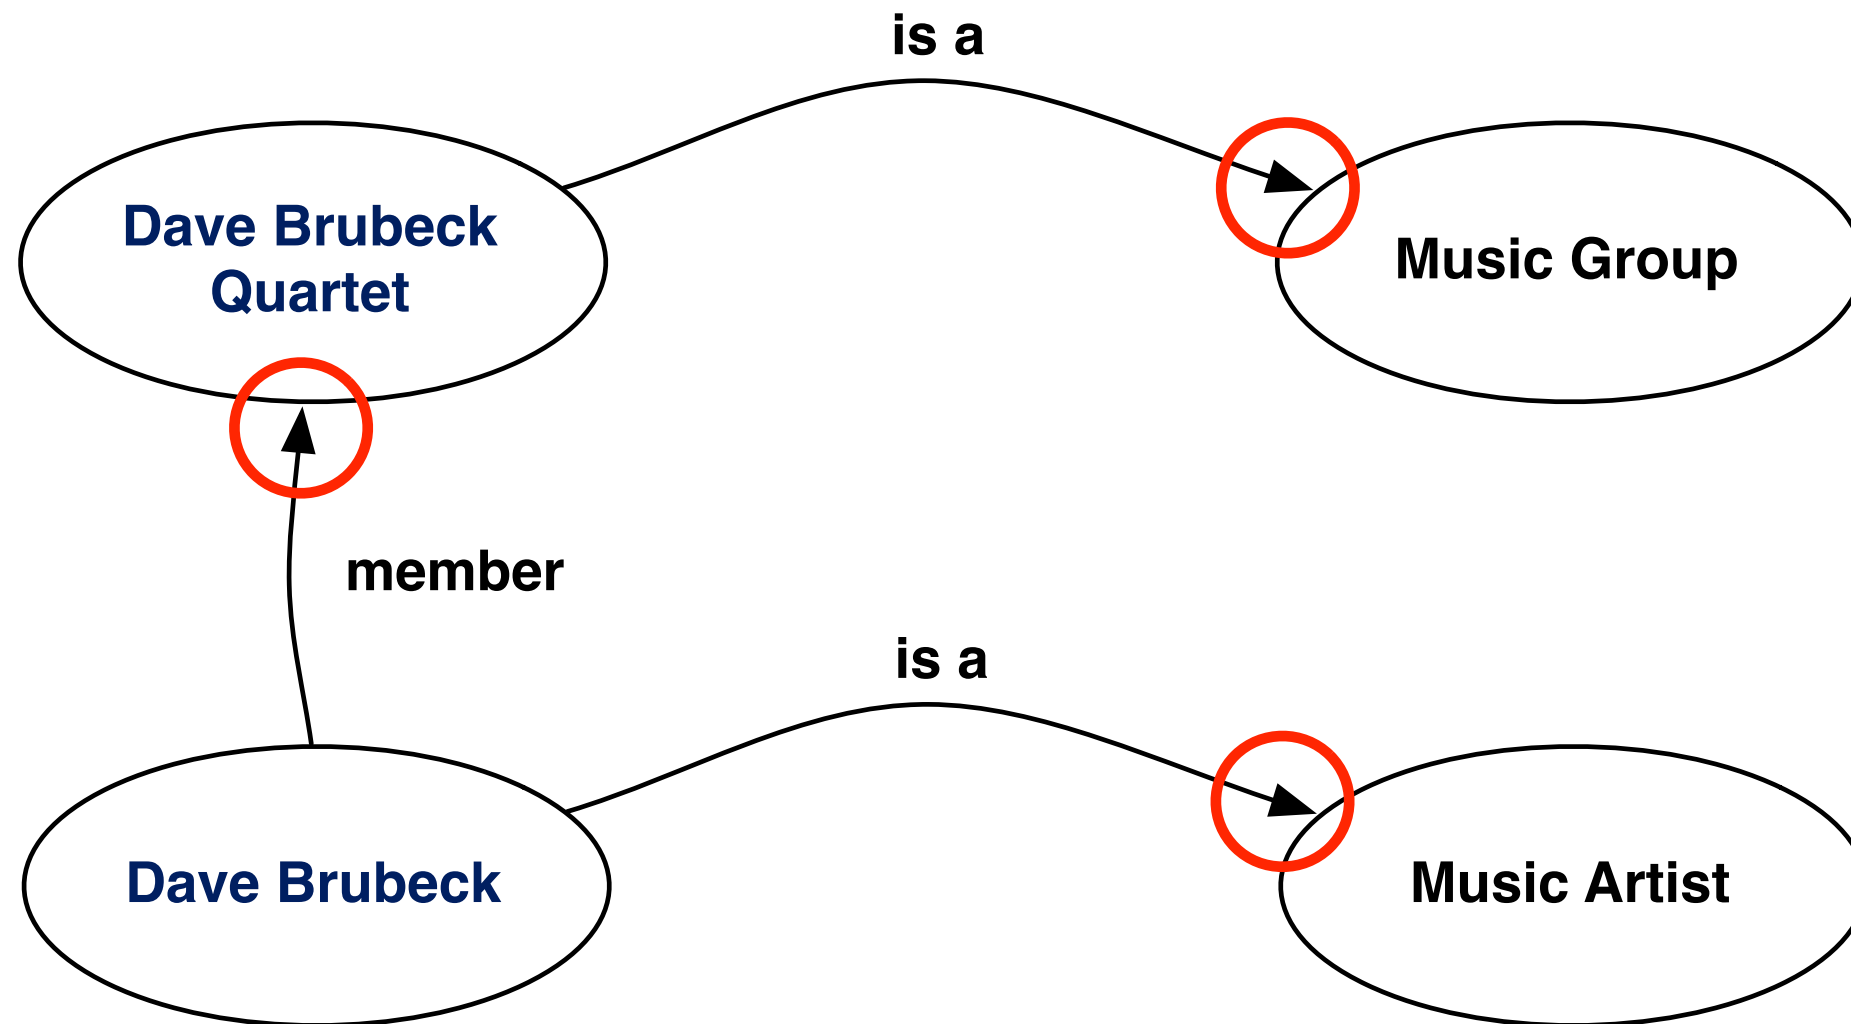 is a
Dave Brubeck
Quartet
Music Group
member
is a
Dave Brubeck
Music Artist